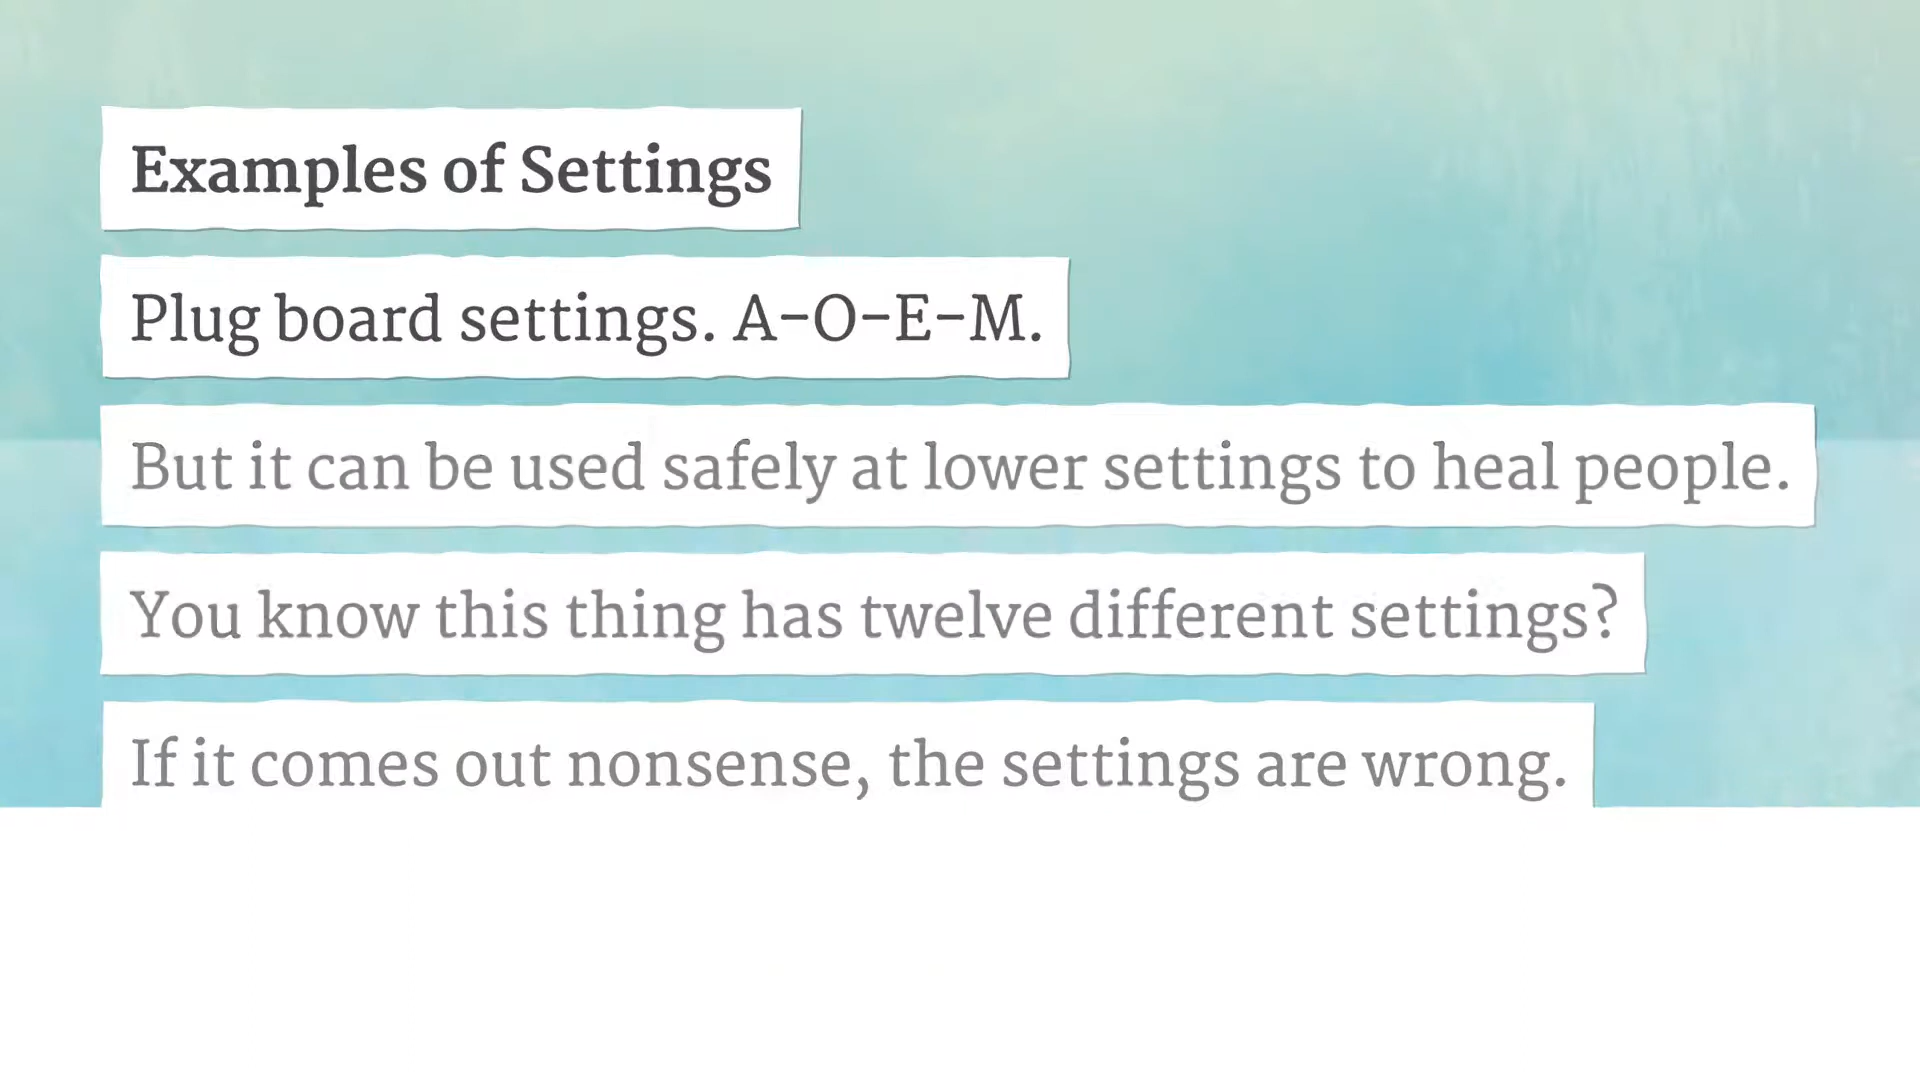 Examples of Settings
Plug board settings. A-O-E-M.
But it can be used safely at lower settings to heal people.
You know this thing has twelve different settings?
If it comes out nonsense, the settings are wrong.